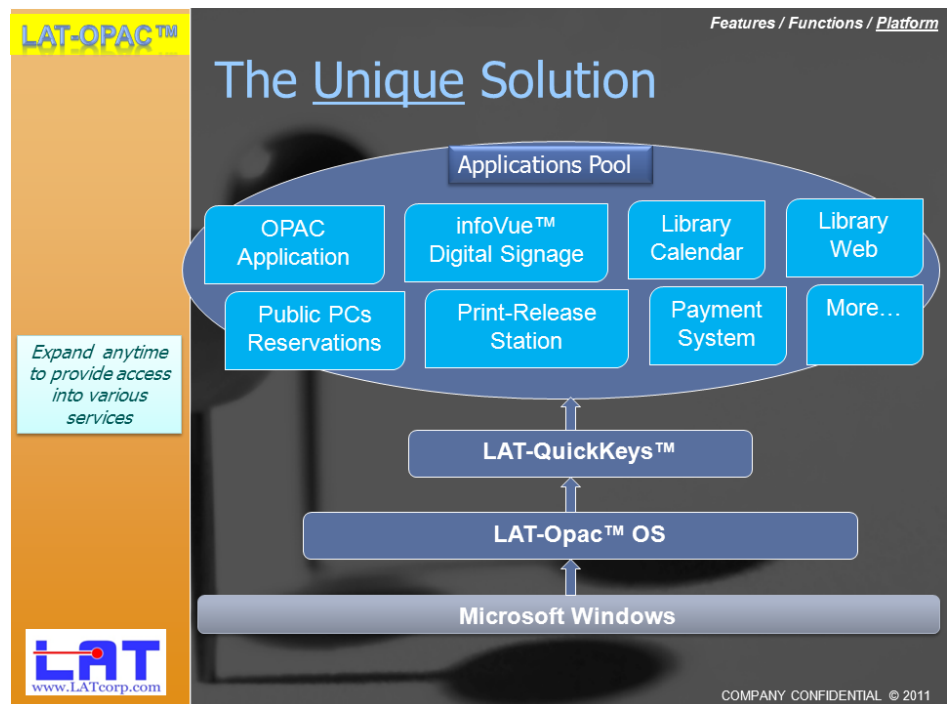 LAT-OPAC™
Features / Functions / Platform
The Unique Solution
Applications Pool
OPAC
Application
infoVue™
Digital Signage
Library
Calendar
Library
Web
Public PCs
Reservations
Print-Release
Station
Payment
System
More…
Expand anytime
to provide access
into various
services
LAT-QuickKeys™
LAT-Opac™ OS
Microsoft Windows
LAT
www.LATcorp.com
COMPANY CONFIDENTIAL © 2011